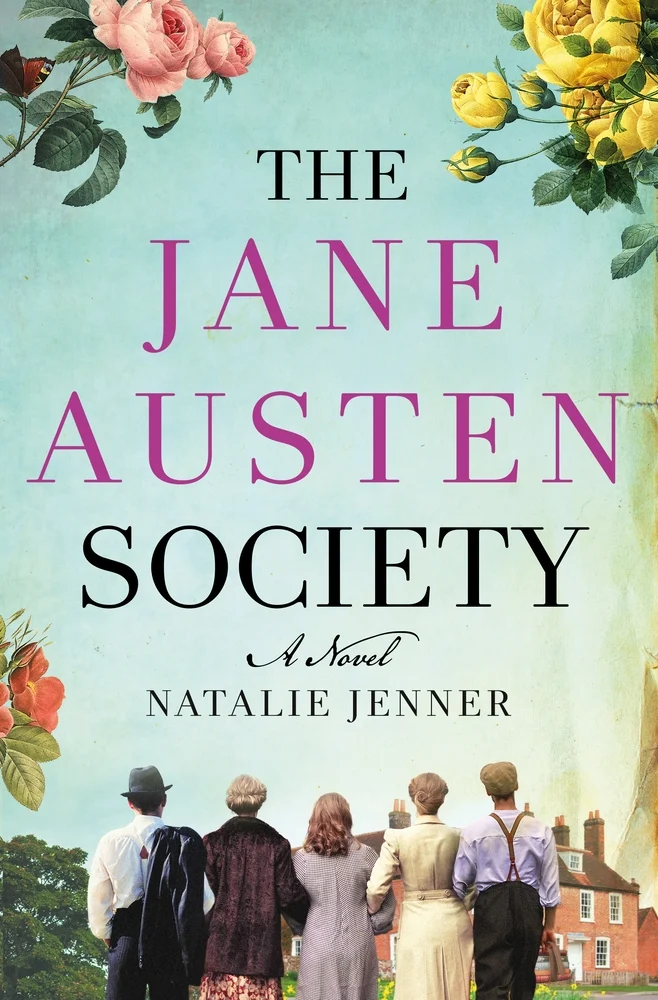 THE
JANE
AUSTEN
SOCIETY
A Novel
NATALIE JENNER